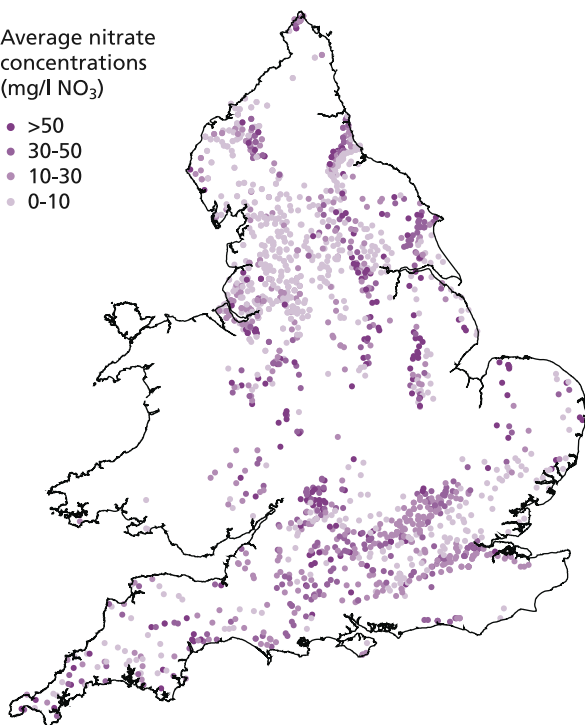 Average nitrate
concentrations
(mg/l NO₃)
>50
30-50
10-30
0-10